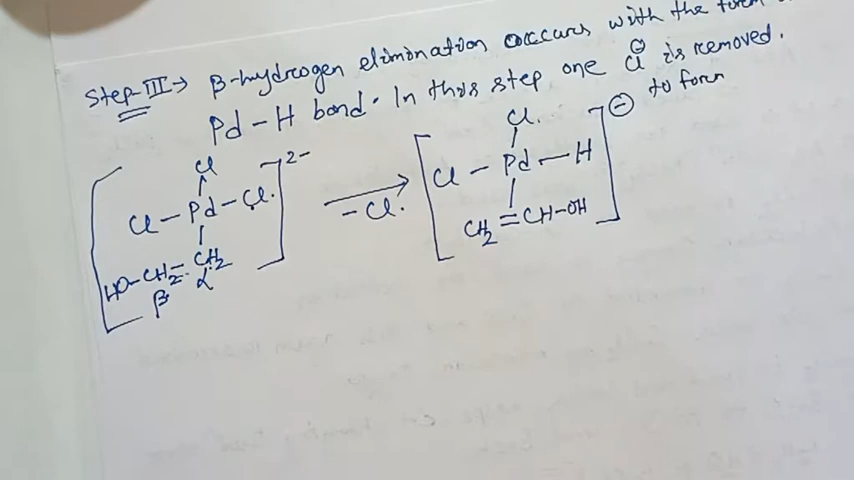 Step-III → β-hydrogen elimination occurs with the form
Pd-H bond. In this step one Cl⊖ is removed.
to form
[Cl-Pd-Cl. 2-
Cl
HO-CH2-CH2
β α
→
-Cl.
[Cl-Pd-H]⊖
Cl.
CH2=CH-OH